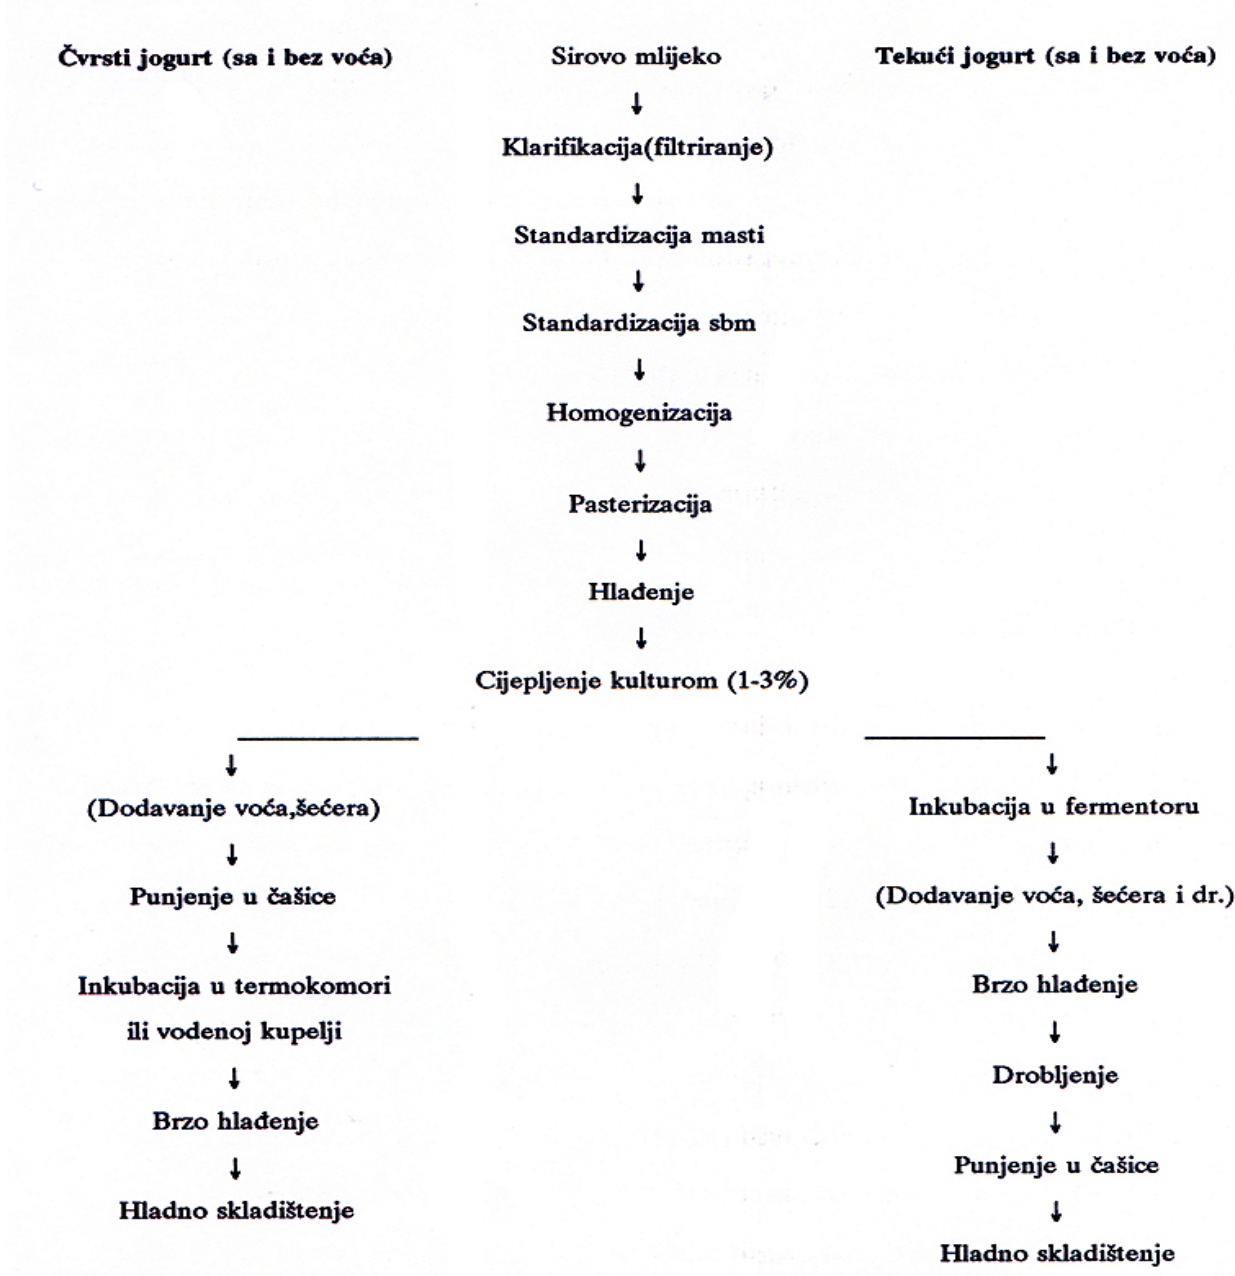 Čvrsti jogurt (sa i bez voća)
Sirovo mlijeko
Tekući jogurt (sa i bez voća)
Klarifikacija(filtriranje)
Standardizacija masti
Standardizacija sbm
Homogenizacija
Pasterizacija
Hlađenje
Cijepljenje kulturom (1-3%)
(Dodavanje voća,šećera)
Punjenje u čašice
Inkubacija u termokomori
ili vodenoj kupelji
Brzo hlađenje
Hladno skladištenje
Inkubacija u fermentoru
(Dodavanje voća, šećera i dr.)
Brzo hlađenje
Drobljenje
Punjenje u čašice
Hladno skladištenje